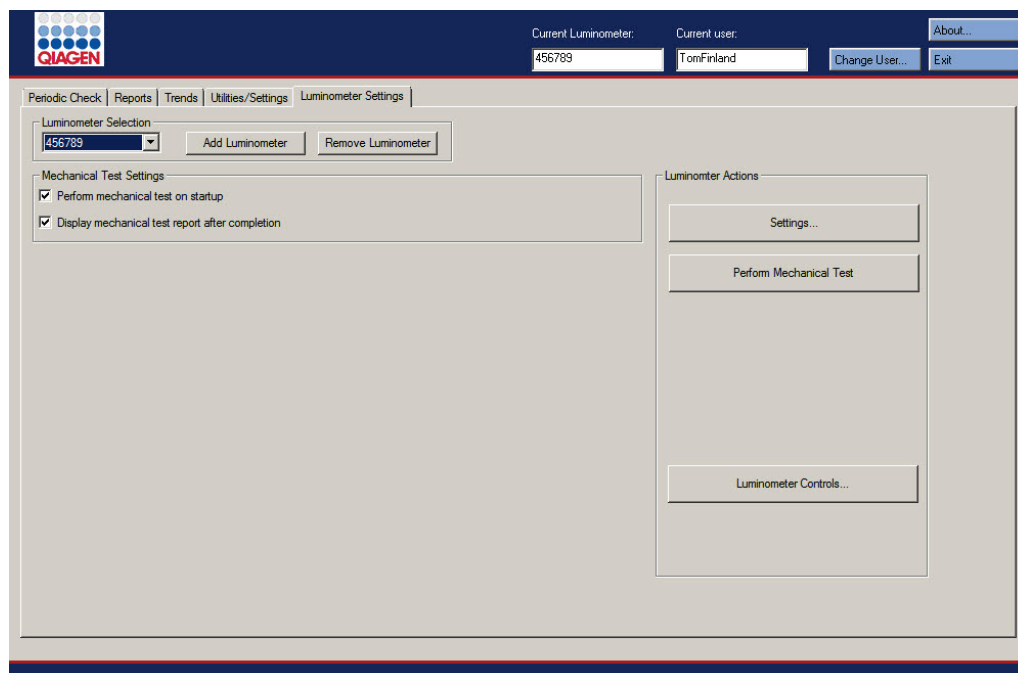 QIAGEN
Current Luminometer:
456789
Current user:
TomFinland
Change User...
About...
Exit
Periodic Check
Reports
Trends
Utilities/Settings
Luminometer Settings
Luminometer Selection
456789
Add Luminometer
Remove Luminometer
Mechanical Test Settings
Perform mechanical test on startup
Display mechanical test report after completion
Luminomter Actions
Settings...
Perform Mechanical Test
Luminometer Controls...